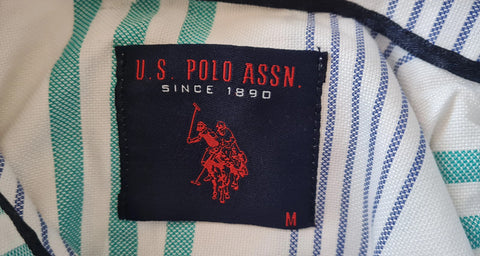 U.S. POLO ASSN.
SINCE 1890
M